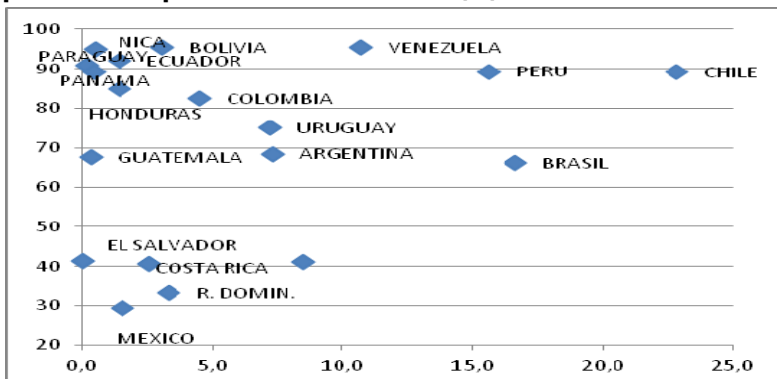 100
NICA
BOLIVIA
VENEZUELA
PARAGUAY
ECUADOR
90
PERU
CHILE
PANAMA
80
COLOMBIA
HONDURAS
URUGUAY
70
GUATEMALA
ARGENTINA
BRASIL
60
50
EL SALVADOR
40
COSTA RICA
R. DOMIN.
30
MEXICO
20
0,0 5,0 10,0 15,0 20,0 25,0